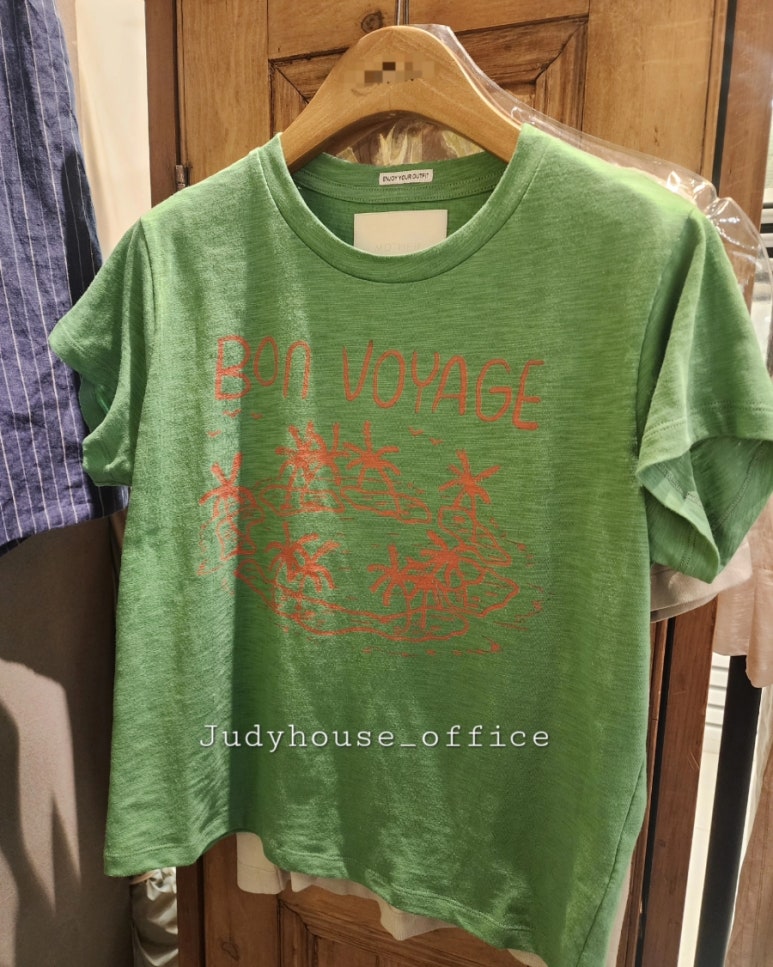 ENJOY YOUR OUTFIT
BON VOYAGE
Judyhouse_office